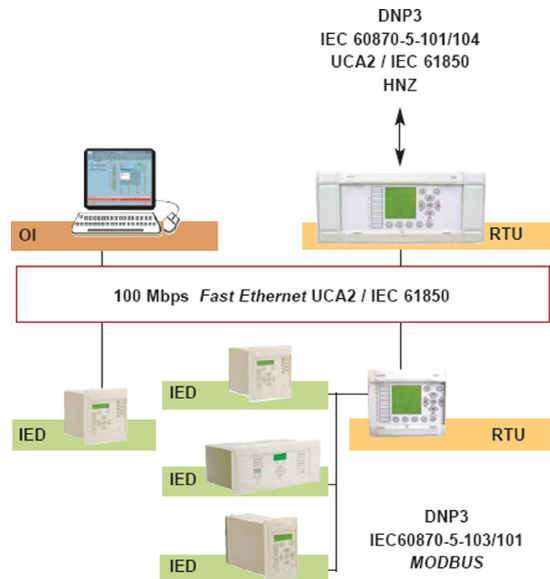 DNP3
IEC 60870-5-101/104
UCA2 / IEC 61850
HNZ
OI
RTU
100 Mbps Fast Ethernet UCA2 / IEC 61850
IED
IED
RTU
IED
IED
DNP3
IEC60870-5-103/101
MODBUS